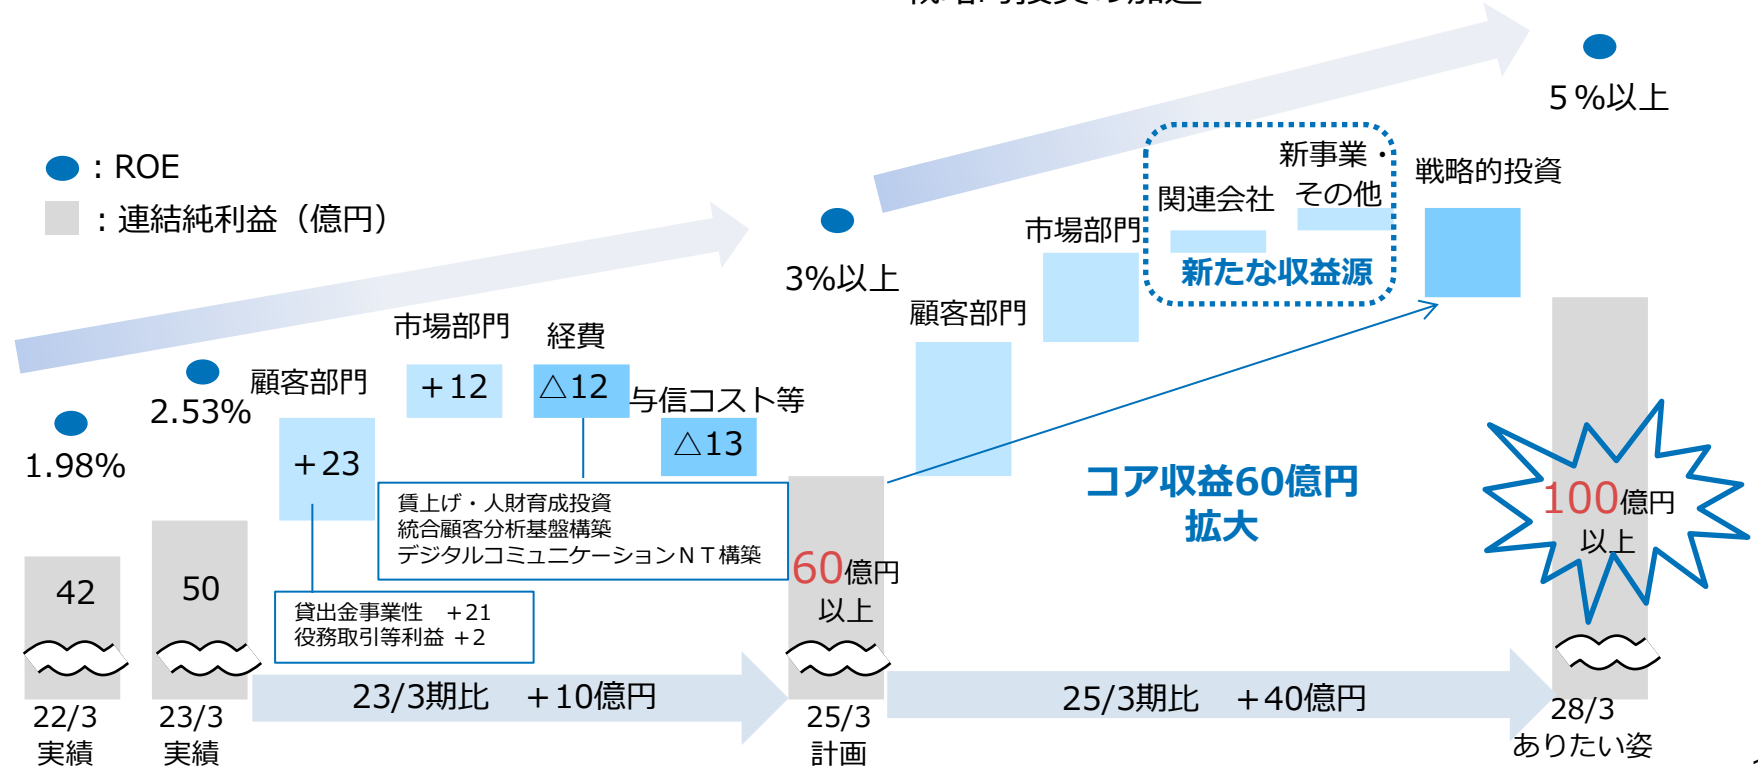 5%以上
：ROE
：連結純利益（億円）
新事業・
その他
関連会社
戦略的投資
市場部門
新たな収益源
3%以上
顧客部門
市場部門
経費
顧客部門
+12
△12
与信コスト等
2.53%
1.98%
+23
△13
賃上げ・人財育成投資
統合顧客分析基盤構築
デジタルコミュニケーションＮＴ構築
コア収益60億円
拡大
100億円
以上
42
50
60億円
以上
貸出金事業性　+21
役務取引等利益 +2
23/3期比　+10億円
25/3期比　+40億円
22/3
実績
23/3
実績
25/3
計画
28/3
ありたい姿